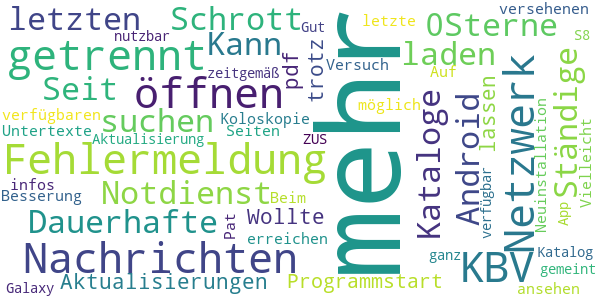 letzten
Schrott
0Sterne
versehenen
nutzbar
Kann
Gut
letzte
S8
getrennt
trotz
mehr
laden
zeitgemäß
pdf
Versuch
Auf
Seit
öffnen
lassen
Netzwerk
Ständige
Vielleicht
verfügbaren
suchen
Koloskopie
möglich
Kataloge
Android
Neuinstallation
Untertexte
Aktualisierung
Seiten
ZUS
Fehlermeldung
verfügbar
App
infos
Besserung
Notdienst
Beim
Dauerhafte
Pat
Wollte
erreichen
Nachrichten
ganz
KBV
Katalog
gemeint
Galaxy
Aktualisierungen
Programmstart
ansehen